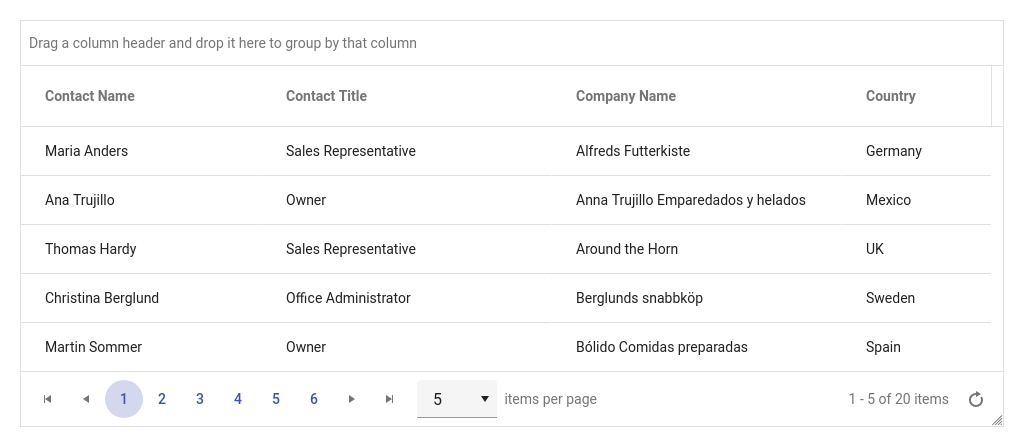 Drag a column header and drop it here to group by that column
Contact Name Contact Title Company Name Country
Maria Anders Sales Representative Alfreds Futterkiste Germany
Ana Trujillo Owner Anna Trujillo Emparedados y helados Mexico
Thomas Hardy Sales Representative Around the Horn UK
Christina Berglund Office Administrator Berglunds snabbköp Sweden
Martin Sommer Owner Bólido Comidas preparadas Spain
1 2 3 4 5 6 5 items per page 1 - 5 of 20 items